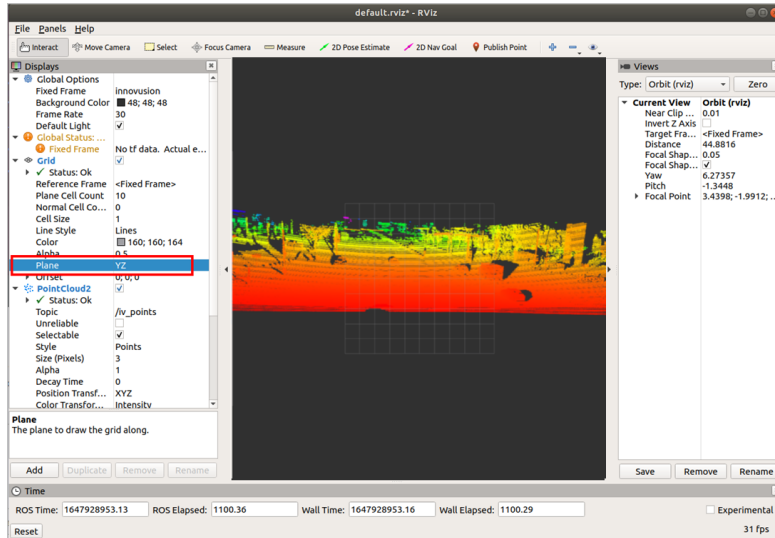 default.rviz* - RViz
File Panels Help
Interact Move Camera Select Focus Camera Measure 2D Pose Estimate 2D Nav Goal Publish Point
Displays
Global Options
Fixed Frame innovusion
Background Color 48; 48; 48
Frame Rate 30
Default Light
Global Status: ...
Fixed Frame No tf data. Actual e...
Grid
Status: Ok
Reference Frame <Fixed Frame>
Plane Cell Count 10
Normal Cell Co... 0
Cell Size 1
Line Style Lines
Color 160; 160; 164
Alpha 0.5
Plane YZ
Offset 0; 0; 0
PointCloud2
Status: Ok
Topic /iv_points
Unreliable
Selectable
Style Points
Size (Pixels) 3
Alpha 1
Decay Time 0
Position Transf... XYZ
Color Transfor... Intensity
Plane
The plane to draw the grid along.
Add Duplicate Remove Rename
Views
Type: Orbit (rviz) Zero
Current View Orbit (rviz)
Near Clip ... 0.01
Invert Z Axis
Target Fra... <Fixed Frame>
Distance 44.8816
Focal Shap... 0.05
Focal Shap...
Yaw 6.27357
Pitch -1.3448
Focal Point 3.4398; -1.9912; ...
Save Remove Rename
Time
ROS Time: 1647928953.13 ROS Elapsed: 1100.36 Wall Time: 1647928953.16 Wall Elapsed: 1100.29 Experimental
Reset 31 fps